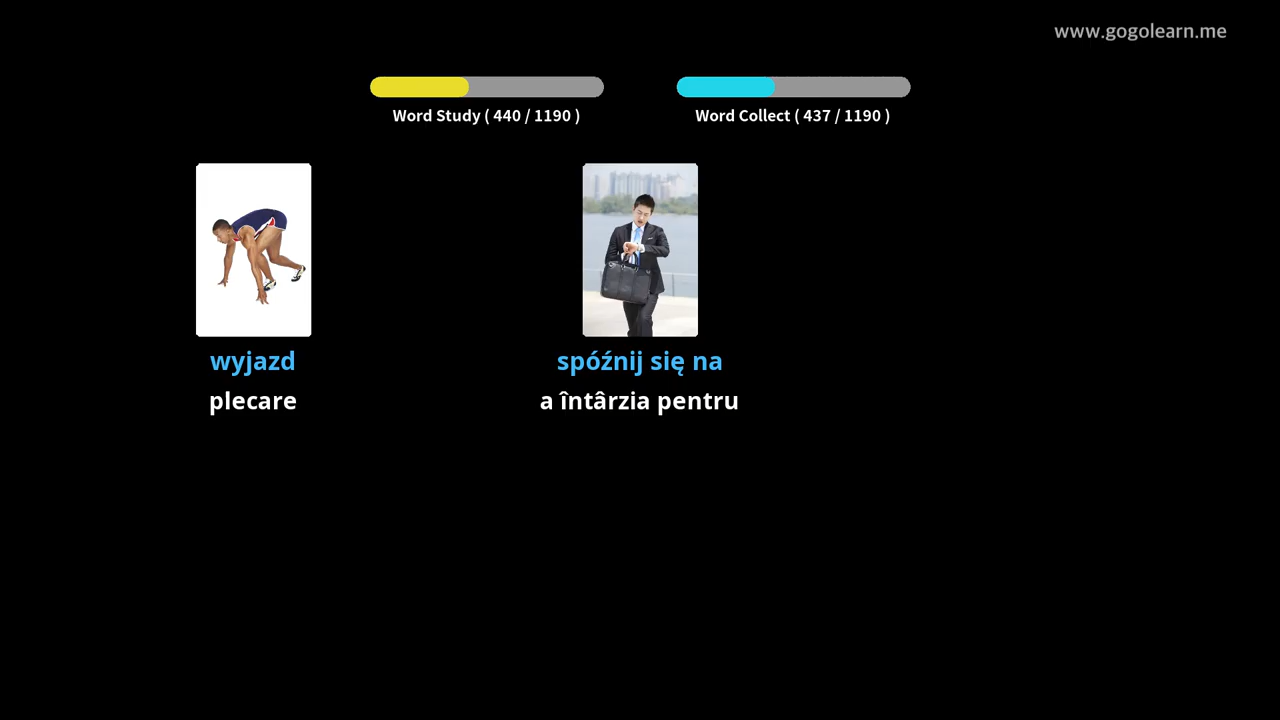 www.gogolearn.me
Word Study ( 440 / 1190 )
Word Collect ( 437 / 1190 )
wyjazd
plecare
spóźnij się na
a întârzia pentru